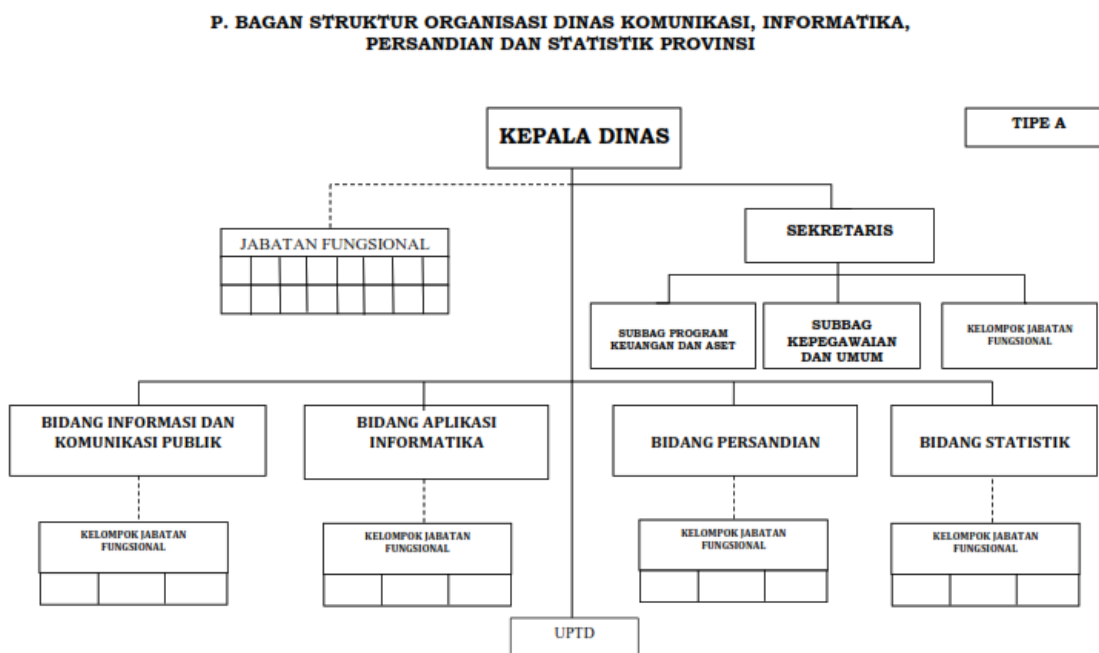 P. BAGAN STRUKTUR ORGANISASI DINAS KOMUNIKASI, INFORMATIKA,
PERSANDIAN DAN STATISTIK PROVINSI
KEPALA DINAS
TIPE A
JABATAN FUNGSIONAL
SEKRETARIS
SUBBAG PROGRAM
KEUANGAN DAN ASET
SUBBAG
KEPEGAWAIAN
DAN UMUM
KELOMPOK JABATAN
FUNGSIONAL
BIDANG INFORMASI DAN
KOMUNIKASI PUBLIK
BIDANG APLIKASI
INFORMATIKA
BIDANG PERSANDIAN
BIDANG STATISTIK
KELOMPOK JABATAN
FUNGSIONAL
KELOMPOK JABATAN
FUNGSIONAL
KELOMPOK JABATAN
FUNGSIONAL
KELOMPOK JABATAN
FUNGSIONAL
UPTD